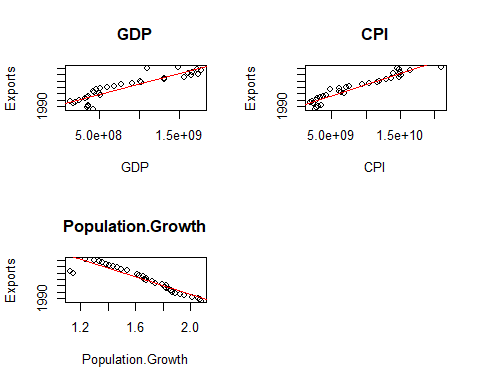 GDP
Exports
1990
5.0e+08 1.5e+09
GDP
CPI
Exports
1990
5.0e+09 1.5e+10
CPI
Population.Growth
Exports
1990
1.2 1.6 2.0
Population.Growth